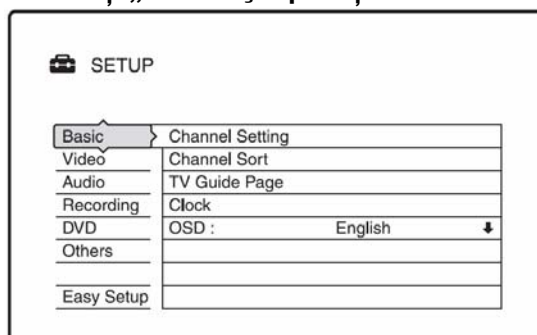 SETUP
Basic Channel Setting
Video Channel Sort
Audio TV Guide Page
Recording Clock
DVD OSD : English
Others
Easy Setup